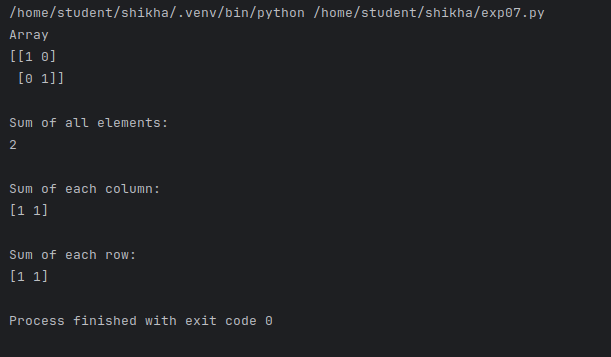 /home/student/shikha/.venv/bin/python /home/student/shikha/exp07.py
Array
[[1 0]
 [0 1]]

Sum of all elements:
2

Sum of each column:
[1 1]

Sum of each row:
[1 1]

Process finished with exit code 0